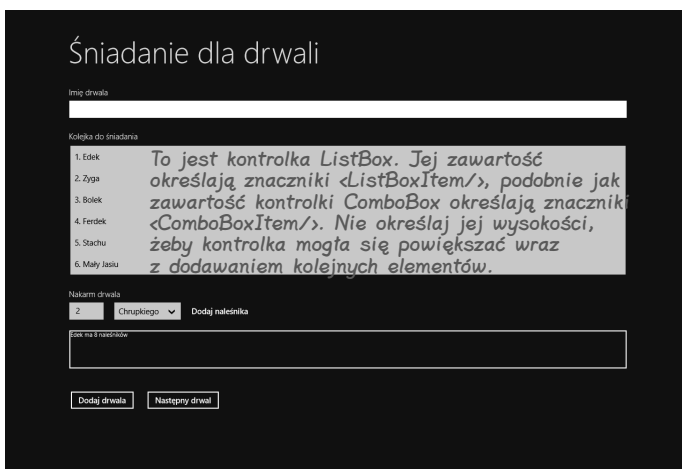 Śniadanie dla drwali
Imię drwala
Kolejka do śniadania
1. Edek
2. Zyga
3. Bolek
4. Ferdek
5. Stachu
6. Mały Jasiu
To jest kontrolka ListBox. Jej zawartość
określają znaczniki <ListBoxItem/>, podobnie jak
zawartość kontrolki ComboBox określają znaczniki
<ComboBoxItem/>. Nie określaj jej wysokości,
żeby kontrolka mogła się powiększać wraz
z dodawaniem kolejnych elementów.
Nakarm drwala
2 Chrupkiego Dodaj naleśnika
Edek ma 8 naleśników
Dodaj drwala Następny drwal